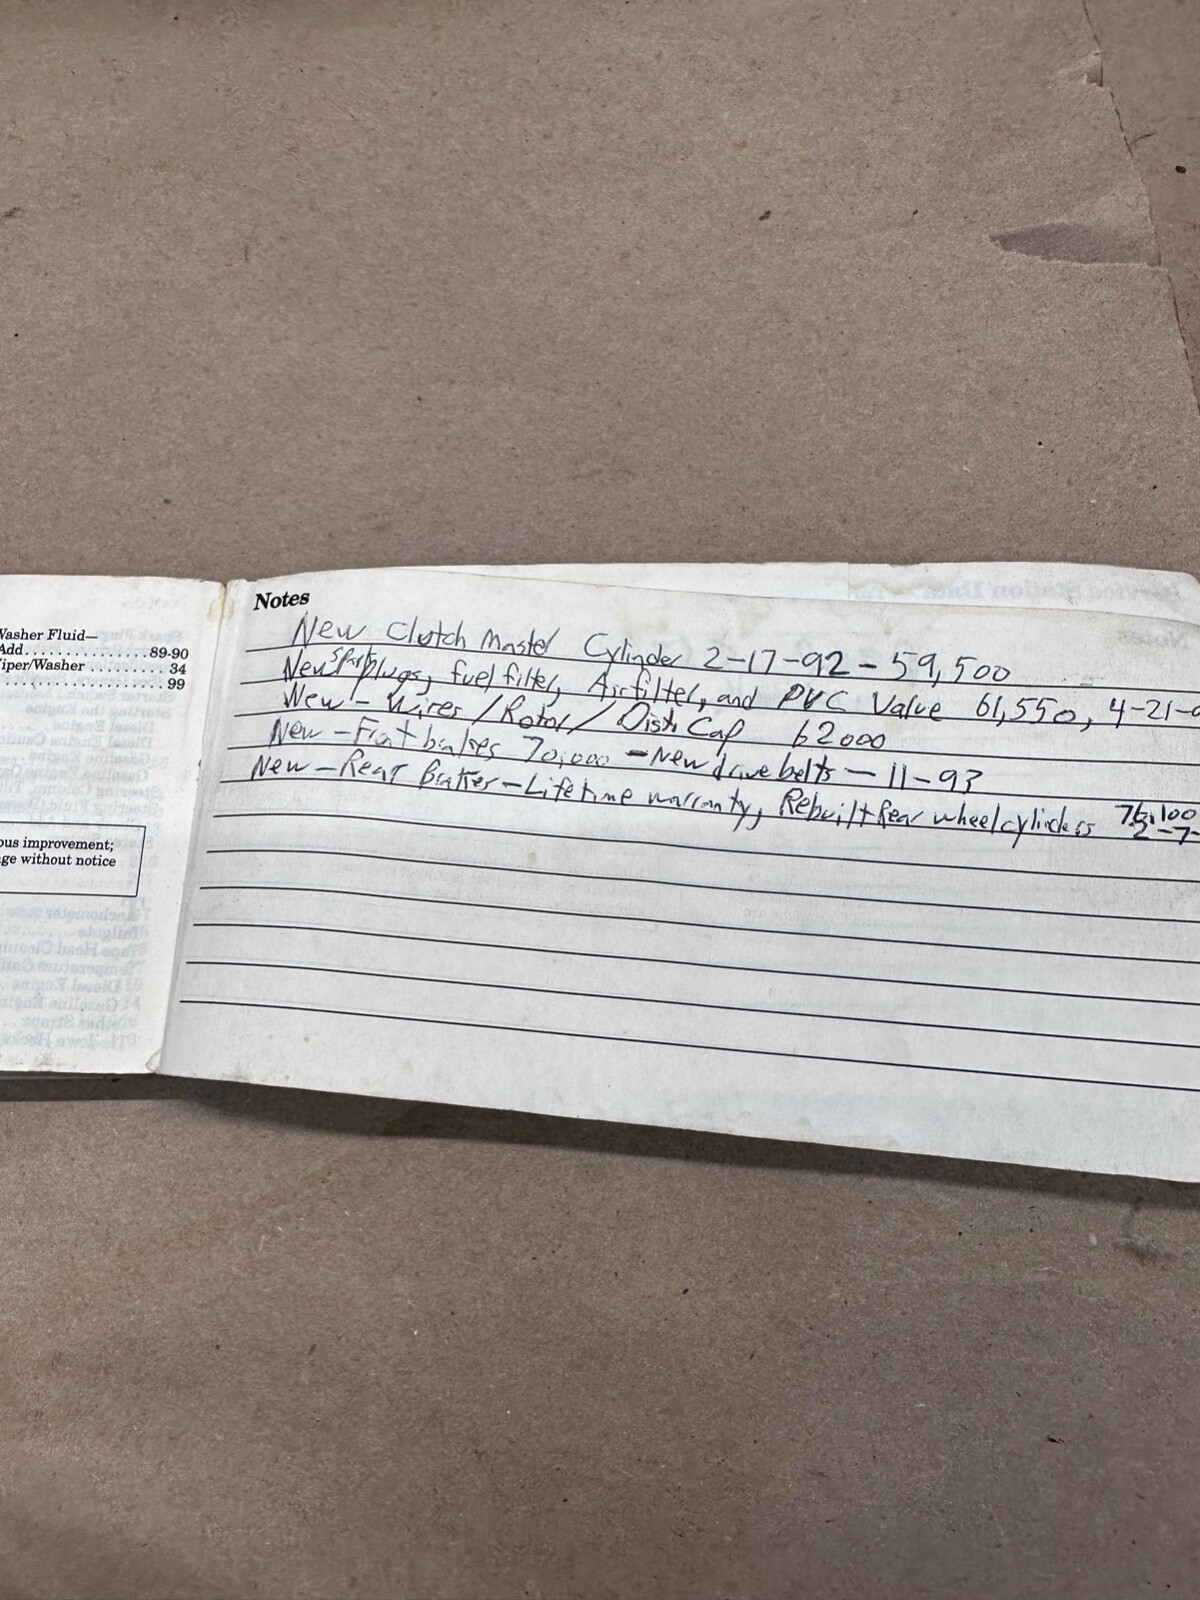 Washer Fluid—
Add . . . . . . . . . . . . . . . . 89-90
Wiper/Washer . . . . . . . . . 34
. . . . . . . . . . . . . . . . . . 99
ous improvement;
ge without notice
Notes
New Clutch Master Cylinder 2-17-92 - 59,500
New spark plugs, fuel filter, Air filter, and PVC Value 61,550, 4-21-9
New - Wires / Rotor / Dist. Cap 62000
New - Front brakes 70,000 - New drive belts - 11-93
New - Rear Brakes - Lifetime warranty, Rebuilt Rear wheel cylinders 76,100
2-7-